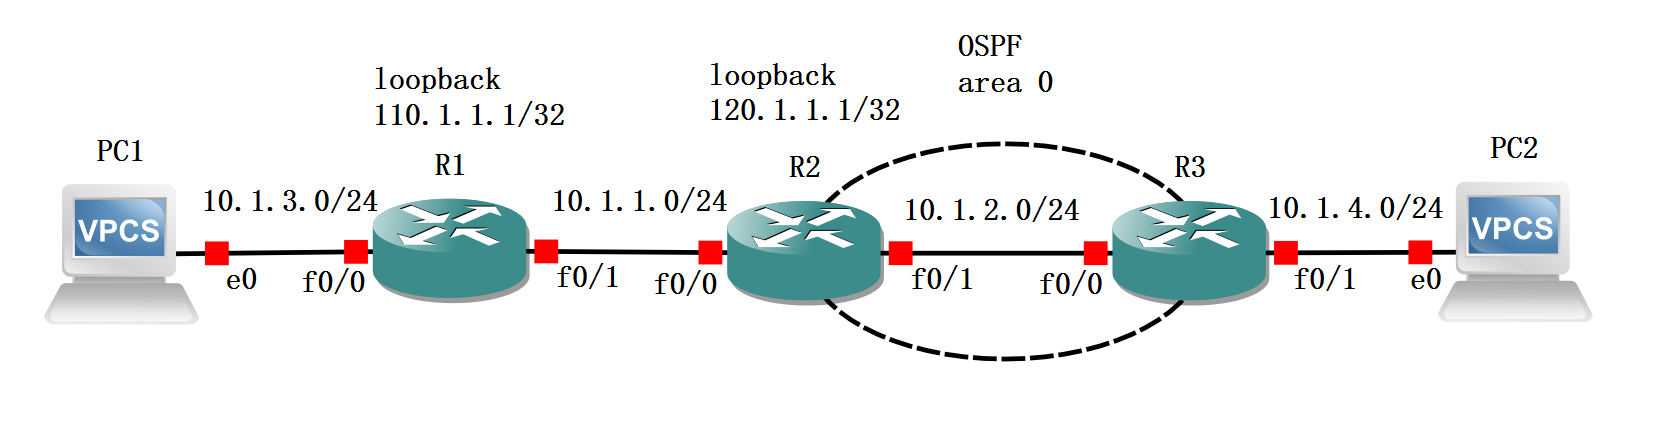 OSPF
area 0
loopback
110.1.1.1/32
loopback
120.1.1.1/32
PC1
R1
R2
R3
PC2
10.1.3.0/24
10.1.1.0/24
10.1.2.0/24
10.1.4.0/24
VPCS
VPCS
e0
f0/0
f0/1
f0/0
f0/1
f0/0
f0/1
e0